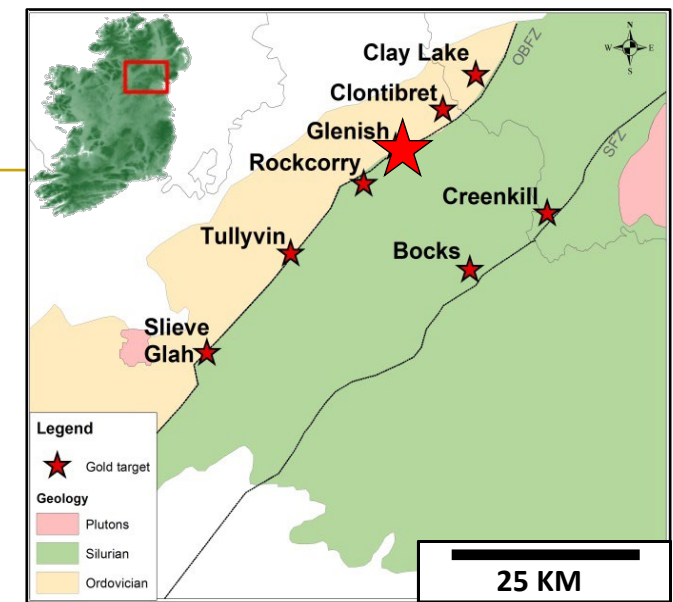 N
W
E
S
OBFZ
Clay Lake
Clontibret
Glenish
Rockcorry
SFZ
Creenkill
Tullyvin
Bocks
Slieve
Glah
Legend
Gold target
Geology
Plutons
Silurian
Ordovician
25 KM